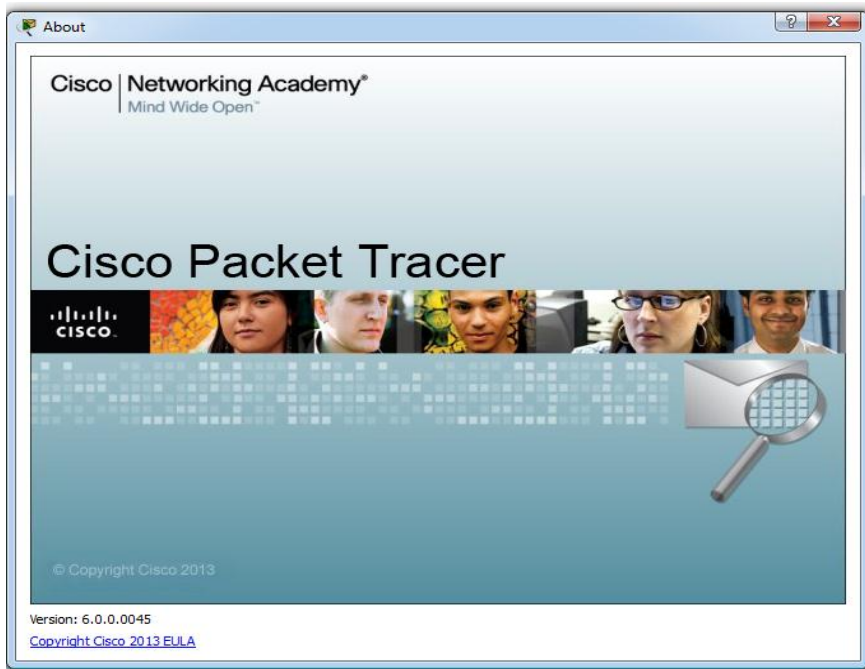 About
Cisco Networking Academy®
Mind Wide Open™
Cisco Packet Tracer
CISCO
© Copyright Cisco 2013
Version: 6.0.0.0045
Copyright Cisco 2013 EULA